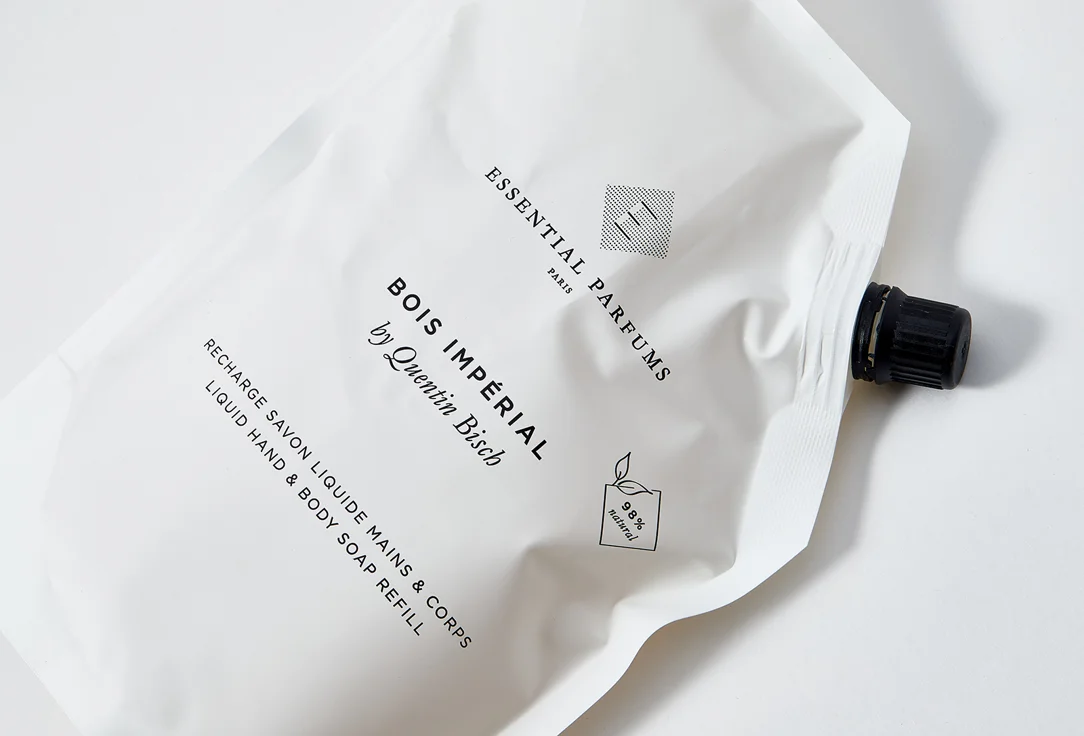 E
ESSENTIAL PARFUMS
PARIS
BOIS IMPÉRIAL
by Quentin Bisch
98%
natural
RECHARGE SAVON LIQUIDE MAINS & CORPS
LIQUID HAND & BODY SOAP REFILL